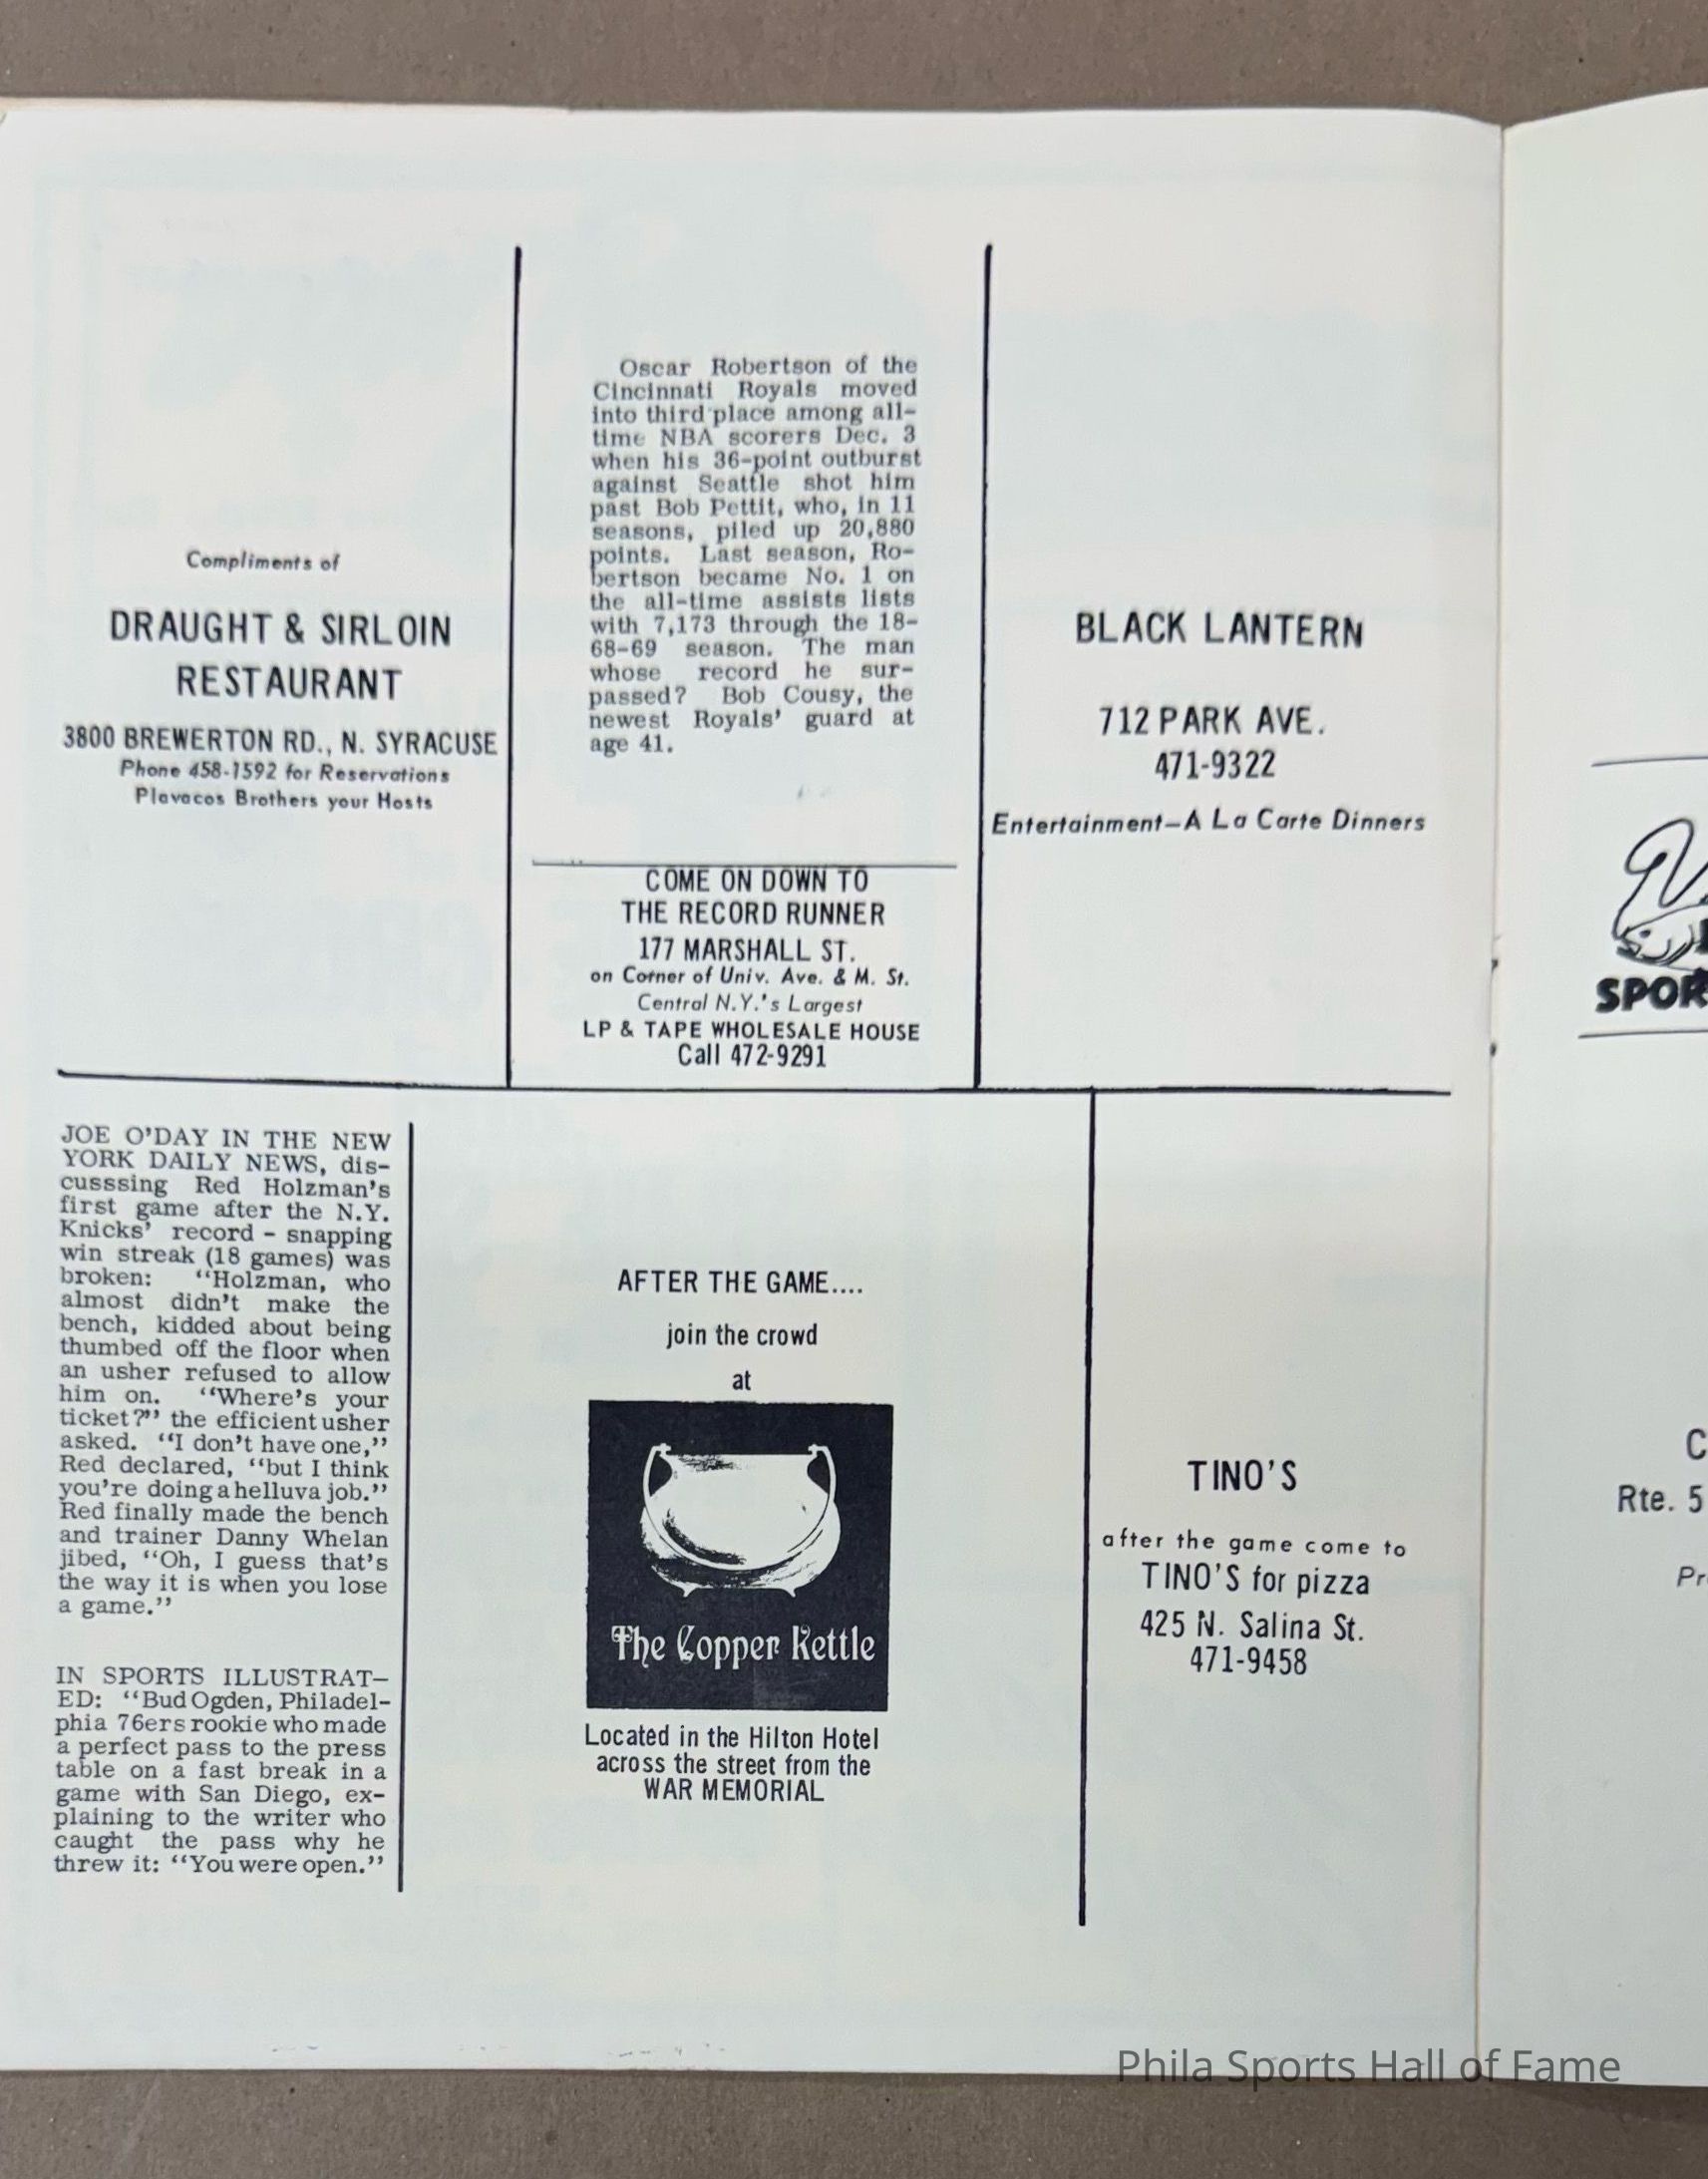 Compliments of
DRAUGHT & SIRLOIN
RESTAURANT
3800 BREWERTON RD., N. SYRACUSE
Phone 458-1592 for Reservations
Plavacos Brothers your Hosts
Oscar Robertson of the
Cincinnati Royals moved
into third place among all-
time NBA scorers Dec. 3
when his 36-point outburst
against Seattle shot him
past Bob Pettit, who, in 11
seasons, piled up 20,880
points. Last season, Ro-
bertson became No. 1 on
the all-time assists lists
with 7,173 through the 18-
68-69 season. The man
whose record he sur-
passed? Bob Cousy, the
newest Royals' guard at
age 41.
COME ON DOWN TO
THE RECORD RUNNER
177 MARSHALL ST.
on Corner of Univ. Ave. & M. St.
Central N.Y.'s Largest
LP & TAPE WHOLESALE HOUSE
Call 472-9291
BLACK LANTERN
712 PARK AVE.
471-9322
Entertainment—A La Carte Dinners
JOE O'DAY IN THE NEW
YORK DAILY NEWS, dis-
cusssing Red Holzman's
first game after the N.Y.
Knicks' record - snapping
win streak (18 games) was
broken: "Holzman, who
almost didn't make the
bench, kidded about being
thumbed off the floor when
an usher refused to allow
him on. "Where's your
ticket?" the efficient usher
asked. "I don't have one,"
Red declared, "but I think
you're doing a helluva job."
Red finally made the bench
and trainer Danny Whelan
jibed, "Oh, I guess that's
the way it is when you lose
a game."
IN SPORTS ILLUSTRAT-
ED: "Bud Ogden, Philadel-
phia 76ers rookie who made
a perfect pass to the press
table on a fast break in a
game with San Diego, ex-
plaining to the writer who
caught the pass why he
threw it: "You were open."
AFTER THE GAME....
join the crowd
at
The Copper Kettle
Located in the Hilton Hotel
across the street from the
WAR MEMORIAL
TINO'S
after the game come to
TINO'S for pizza
425 N. Salina St.
471-9458
SPOR
C
Rte. 5
Pr
Phila Sports Hall of Fame